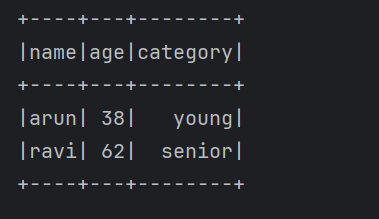 +----+---+--------+
|name|age|category|
+----+---+--------+
|arun| 38|   young|
|ravi| 62|  senior|
+----+---+--------+